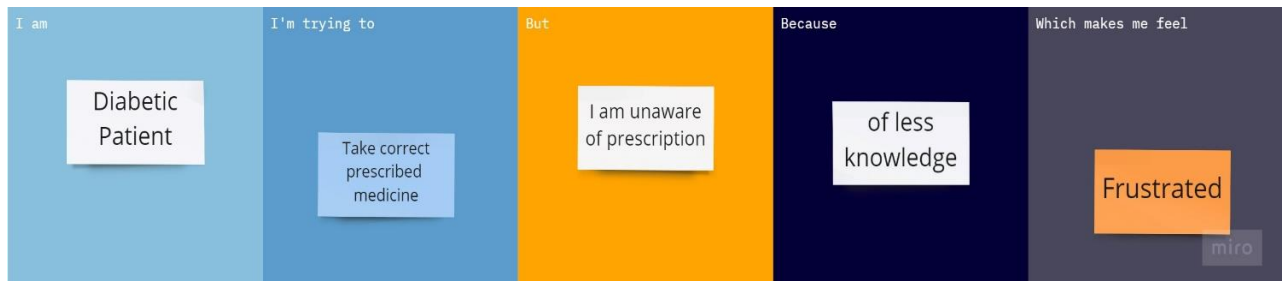 I am
Diabetic
Patient
I'm trying to
Take correct
prescribed
medicine
But
I am unaware
of prescription
Because
of less
knowledge
Which makes me feel
Frustrated
miro